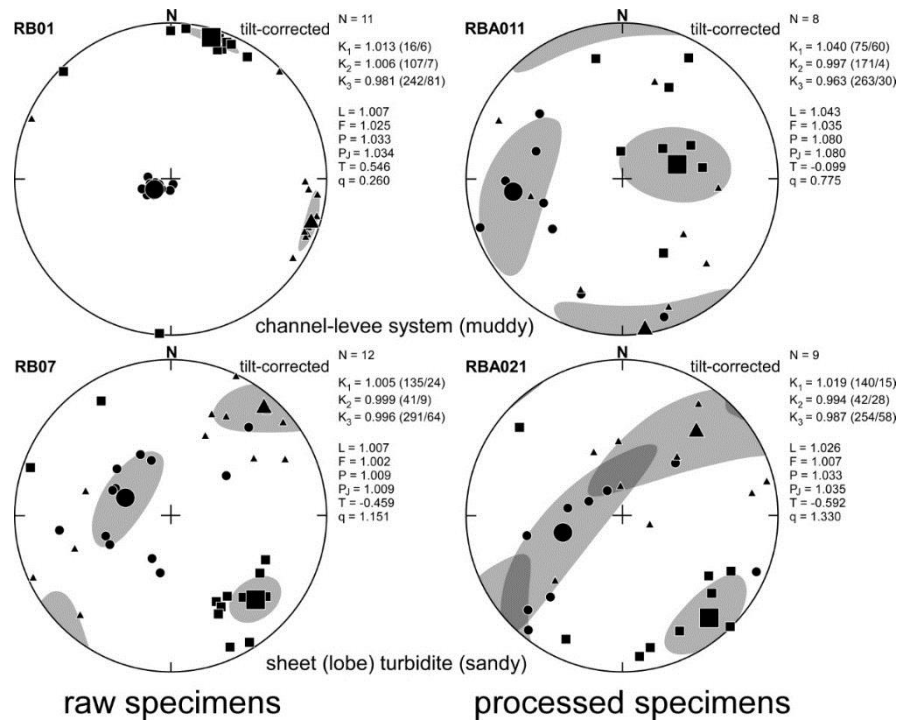 RB01
N
tilt-corrected
N = 11
K1 = 1.013 (16/6)
K2 = 1.006 (107/7)
K3 = 0.981 (242/81)
L = 1.007
F = 1.025
P = 1.033
PJ = 1.034
T = 0.546
q = 0.260
RBA011
N
tilt-corrected
N = 8
K1 = 1.040 (75/60)
K2 = 0.997 (171/4)
K3 = 0.963 (263/30)
L = 1.043
F = 1.035
P = 1.080
PJ = 1.080
T = -0.099
q = 0.775
channel-levee system (muddy)
RB07
N
tilt-corrected
N = 12
K1 = 1.005 (135/24)
K2 = 0.999 (41/9)
K3 = 0.996 (291/64)
L = 1.007
F = 1.002
P = 1.009
PJ = 1.009
T = -0.459
q = 1.151
RBA021
N
tilt-corrected
N = 9
K1 = 1.019 (140/15)
K2 = 0.994 (42/28)
K3 = 0.987 (254/58)
L = 1.026
F = 1.007
P = 1.033
PJ = 1.035
T = -0.592
q = 1.330
sheet (lobe) turbidite (sandy)
raw specimens
processed specimens